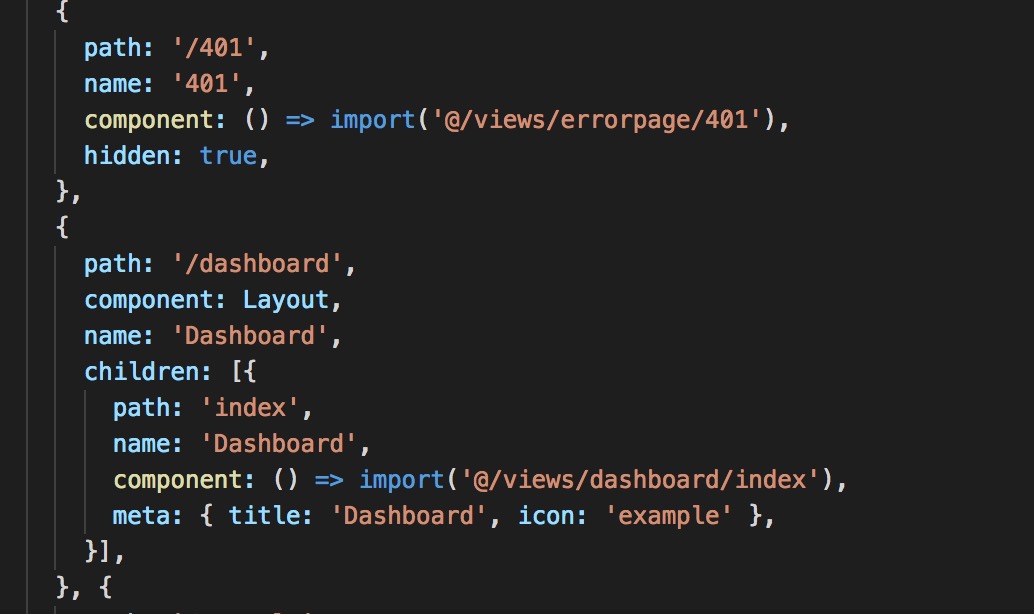 {
path: '/401',
name: '401',
component: () => import('@/views/errorpage/401'),
hidden: true,
},
{
path: '/dashboard',
component: Layout,
name: 'Dashboard',
children: [{
path: 'index',
name: 'Dashboard',
component: () => import('@/views/dashboard/index'),
meta: { title: 'Dashboard', icon: 'example' },
}],
}, {